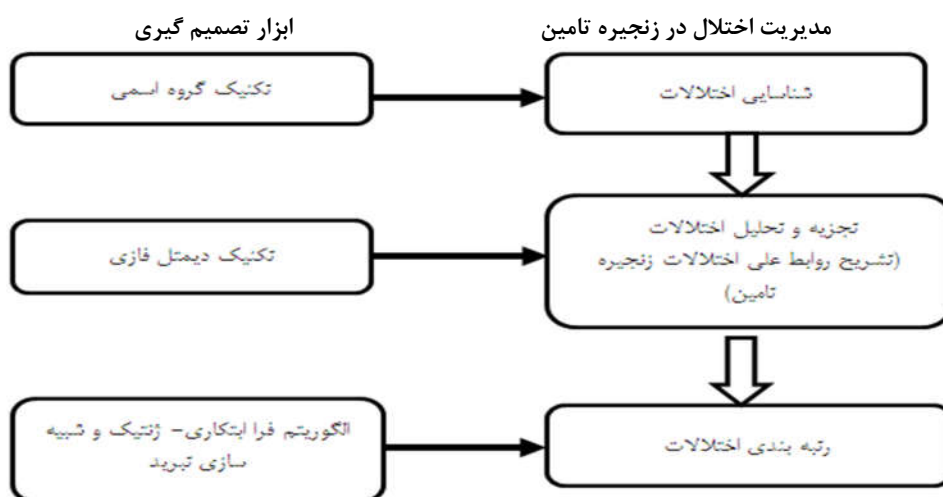 مدیریت اختلال در زنجیره تامین
ابزار تصمیم گیری
شناسایی اختلالات
تکنیک گروه اسمی
تجزیه و تحلیل اختلالات
(تشریح روابط علی اختلالات زنجیره
تامین)
تکنیک دیمتل فازی
رتبه بندی اختلالات
الگوریتم فرا ابتکاری- ژنتیک و شبیه
سازی تبرید